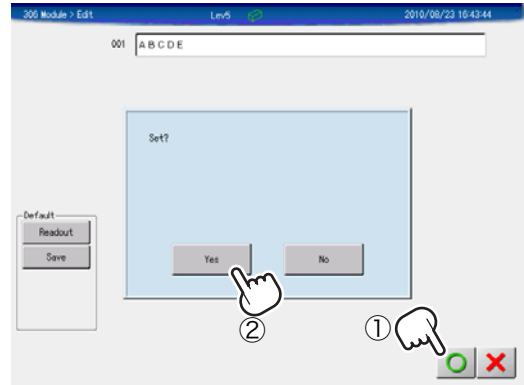 306 Module > Edit Lev5 2010/08/23 16:43:44
001 A B C D E
Set?
Default
Readout
Save
Yes No
②
①